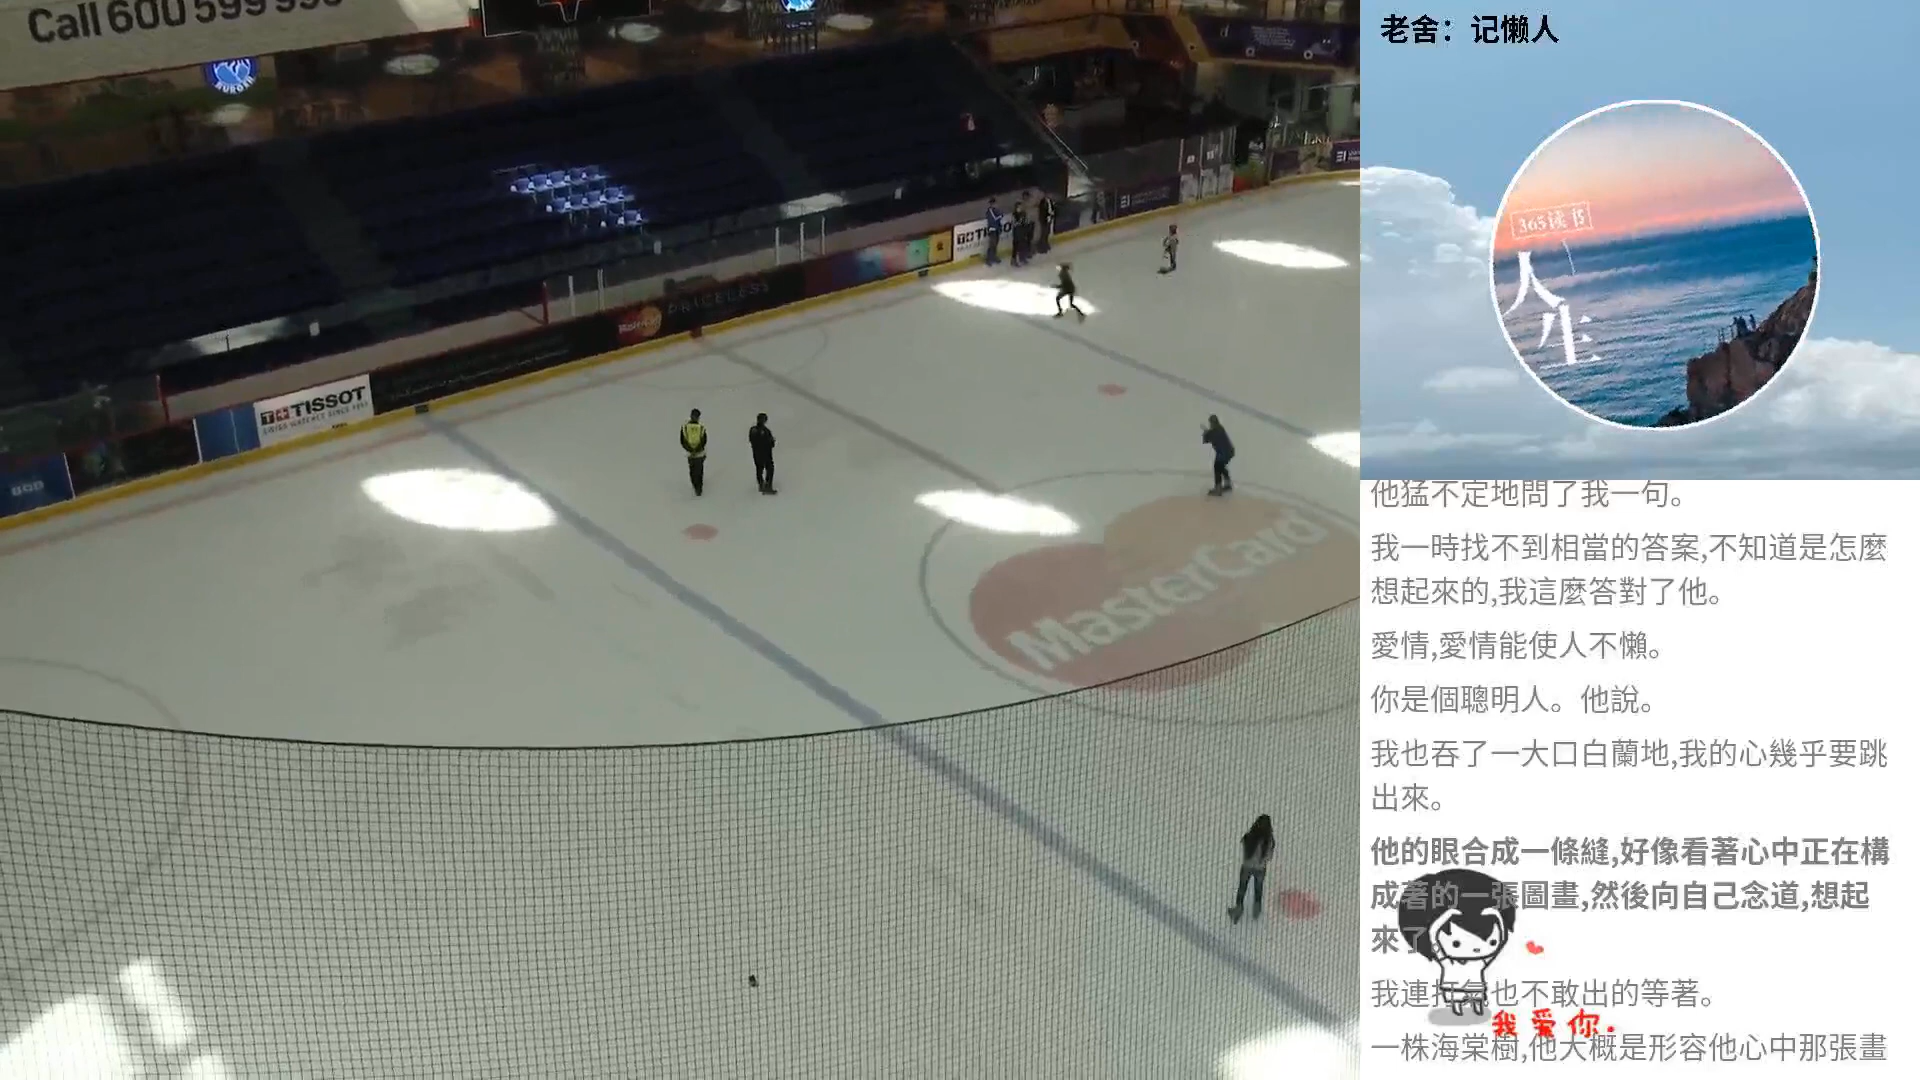 Call 600 599 995
TISSOT
SWISS WATCHES SINCE 1853
PRICELESS
MasterCard
老舍：记懒人
365读书
人生
他猛不定地問了我一句。
我一時找不到相當的答案,不知道是怎麼
想起來的,我這麼答對了他。
愛情,愛情能使人不懶。
你是個聰明人。他說。
我也吞了一大口白蘭地,我的心幾乎要跳
出來。
他的眼合成一條縫,好像看著心中正在構
成著的一張圖畫,然後向自己念道,想起
來了。
我連打氣也不敢出的等著。
一株海棠樹,他大概是形容他心中那張畫
我爱你.